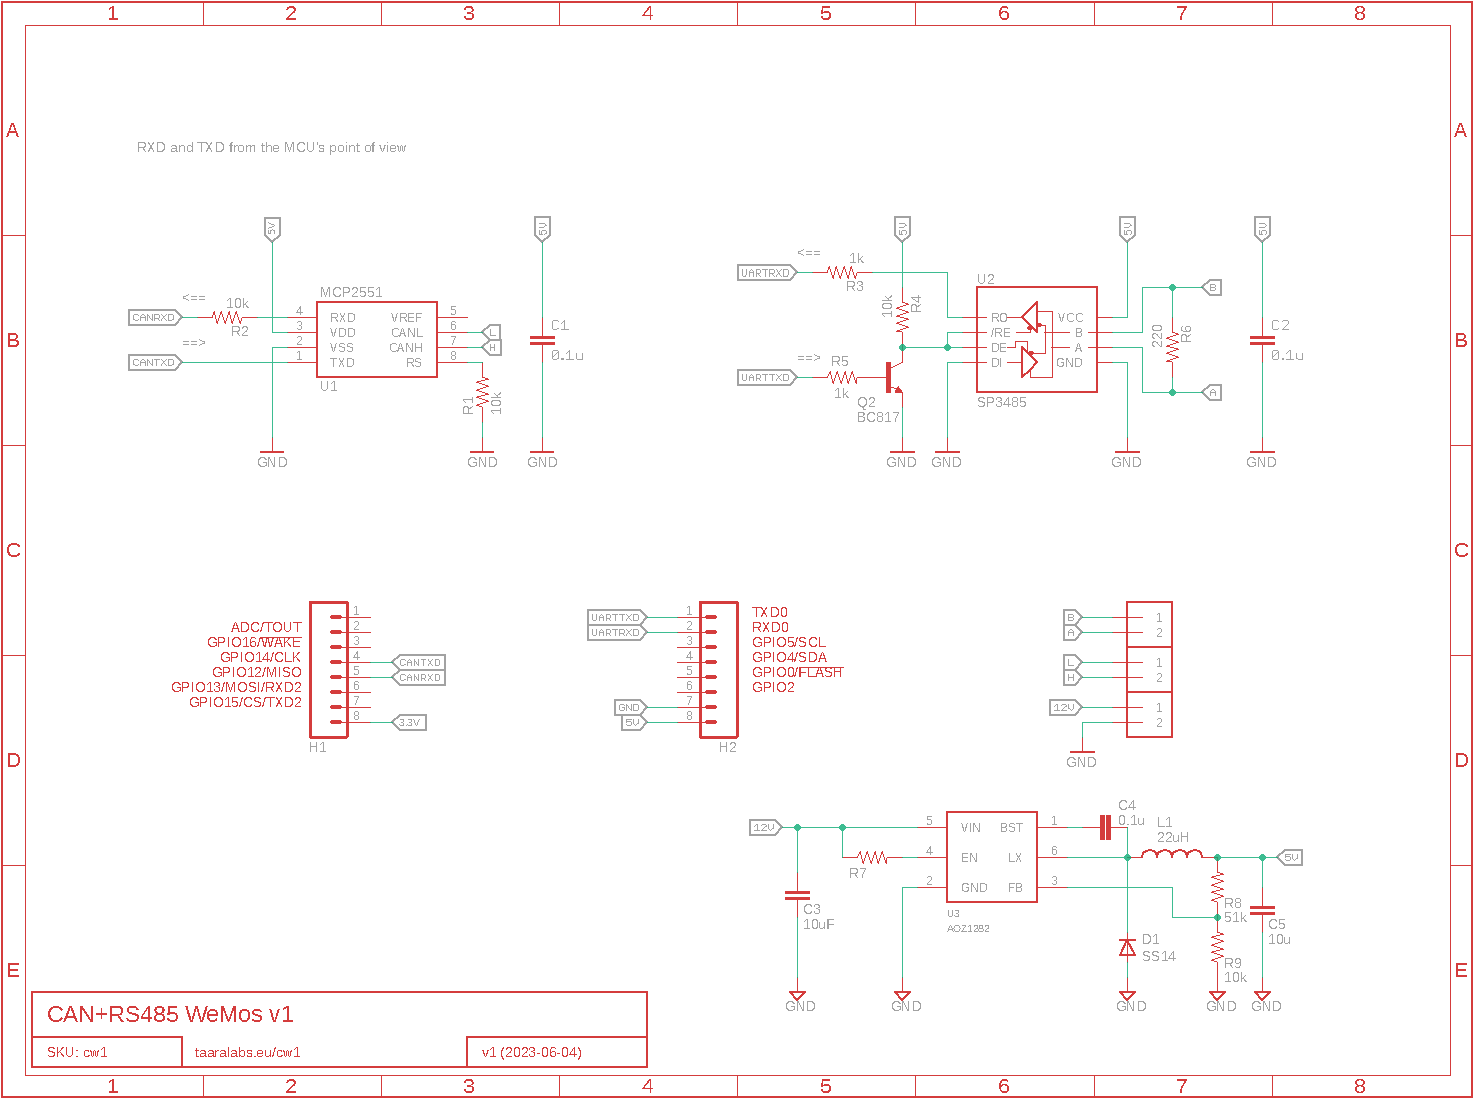 1 2 3 4 5 6 7 8
A A
RXD and TXD from the MCU's point of view
5V 5V 5V 5V 5V
B B
<==
CANRXD
10k
R2
==>
CANTXD
MCP2551
4 RXD VREF 5
3 VDD CANL 6 L
2 VSS CANH 7 H
1 TXD RS 8
U1
R1
10k
C1
0.1u
GND GND GND
<==
UARTRXD
1k
R3
10k
R4
==>
UARTTXD
R5
1k
Q2
BC817
U2
RO VCC
/RE B
DE A
DI GND
SP3485
220
R6
B
A
C2
0.1u
GND GND GND GND
C C
1
ADC/TOUT 2
GPIO16/WAKE 3
GPIO14/CLK 4 CANTXD
GPIO12/MISO 5 CANRXD
GPIO13/MOSI/RXD2 6
GPIO15/CS/TXD2 7
8 3.3V
H1
UARTTXD 1 TXD0
UARTRXD 2 RXD0
3 GPIO5/SCL
4 GPIO4/SDA
5 GPIO0/FLASH
6 GPIO2
GND 7
5V 8
H2
B 1
A 2
L 1
H 2
12V 1
2
GND
D D
12V
5 VIN BST 1
4 EN LX 6
2 GND FB 3
U3
AOZ1282
R7
C3
10uF
C4
0.1u
L1
22uH
5V
R8
51k
C5
10u
D1
SS14
R9
10k
GND GND GND GND GND
E E
CAN+RS485 WeMos v1
SKU: cw1 taaralabs.eu/cw1 v1 (2023-06-04)
1 2 3 4 5 6 7 8